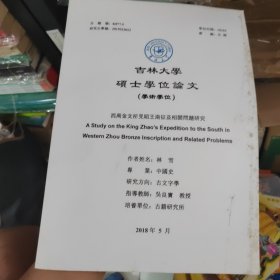 吉林大學
碩士學位論文
(學術學位)
西周金文所見昭王南征及相關問題研究
A Study on the King Zhao's Expedition to the South in
Western Zhou Bronze Inscription and Related Problems
作者姓名：林 雪
專 業：中國史
研究方向：古文字學
指導教師：吳良寶 教授
培養單位：古籍研究所
2018 年 5 月